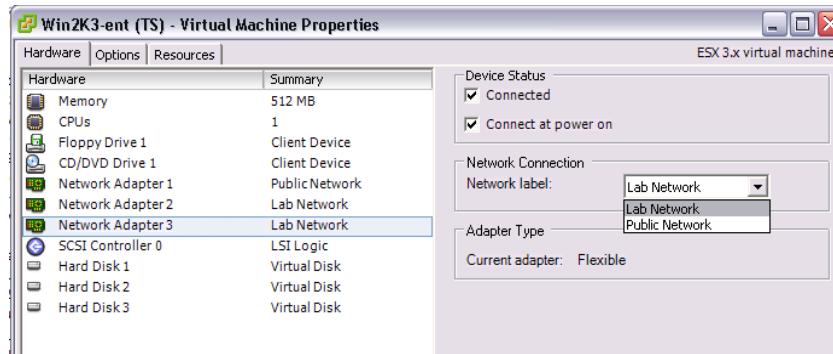 Win2K3-ent (TS) - Virtual Machine Properties
Hardware Options Resources
ESX 3.x virtual machine
Hardware Summary
Memory 512 MB
CPUs 1
Floppy Drive 1 Client Device
CD/DVD Drive 1 Client Device
Network Adapter 1 Public Network
Network Adapter 2 Lab Network
Network Adapter 3 Lab Network
SCSI Controller 0 LSI Logic
Hard Disk 1 Virtual Disk
Hard Disk 2 Virtual Disk
Hard Disk 3 Virtual Disk
Device Status
Connected
Connect at power on
Network Connection
Network label: Lab Network
Lab Network
Public Network
Adapter Type
Current adapter: Flexible